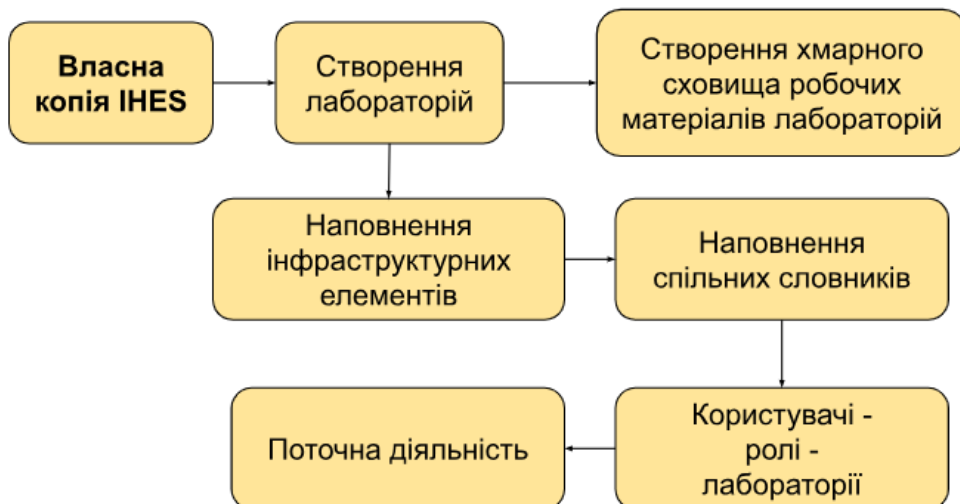 Власна
копія IHES
Створення
лабораторій
Створення хмарного
сховища робочих
матеріалів лабораторій
Наповнення
інфраструктурних
елементів
Наповнення
спільних словників
Користувачі -
ролі -
лабораторії
Поточна діяльність